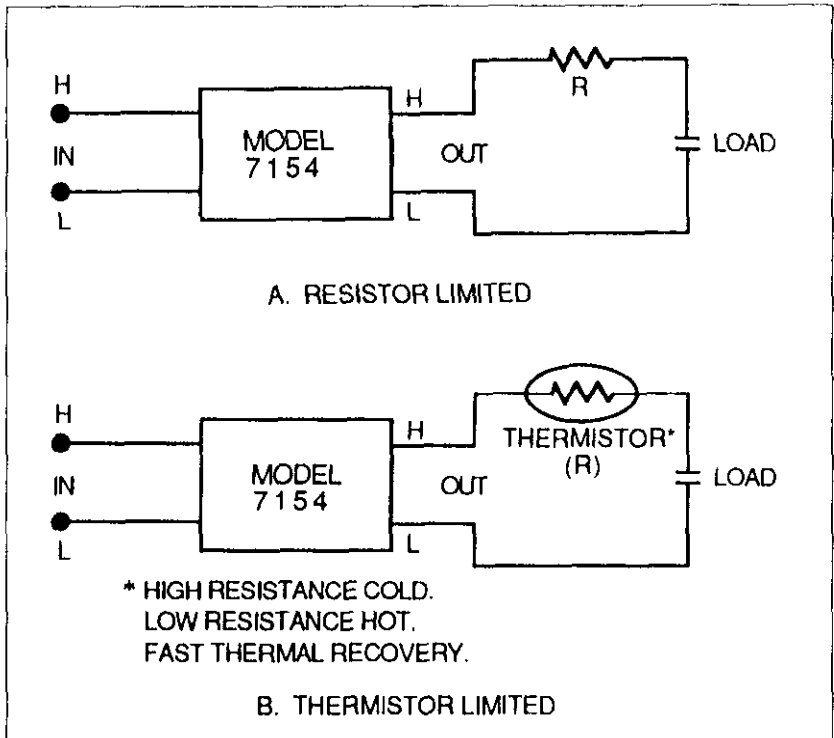 H
IN
L
MODEL
7154
H
OUT
L
R
LOAD
A. RESISTOR LIMITED
H
IN
L
MODEL
7154
H
OUT
L
THERMISTOR*
(R)
LOAD
* HIGH RESISTANCE COLD.
LOW RESISTANCE HOT.
FAST THERMAL RECOVERY.
B. THERMISTOR LIMITED